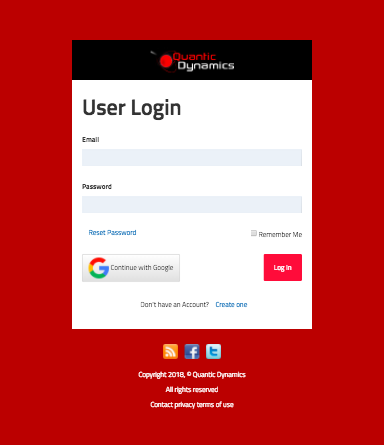 Quantic
Dynamics
User Login
Email
Password
Reset Password
Remember Me
Continue with Google
Log In
Don't have an Account? Create one
Copyright 2018, © Quantic Dynamics
All rights reserved
Contact privacy terms of use